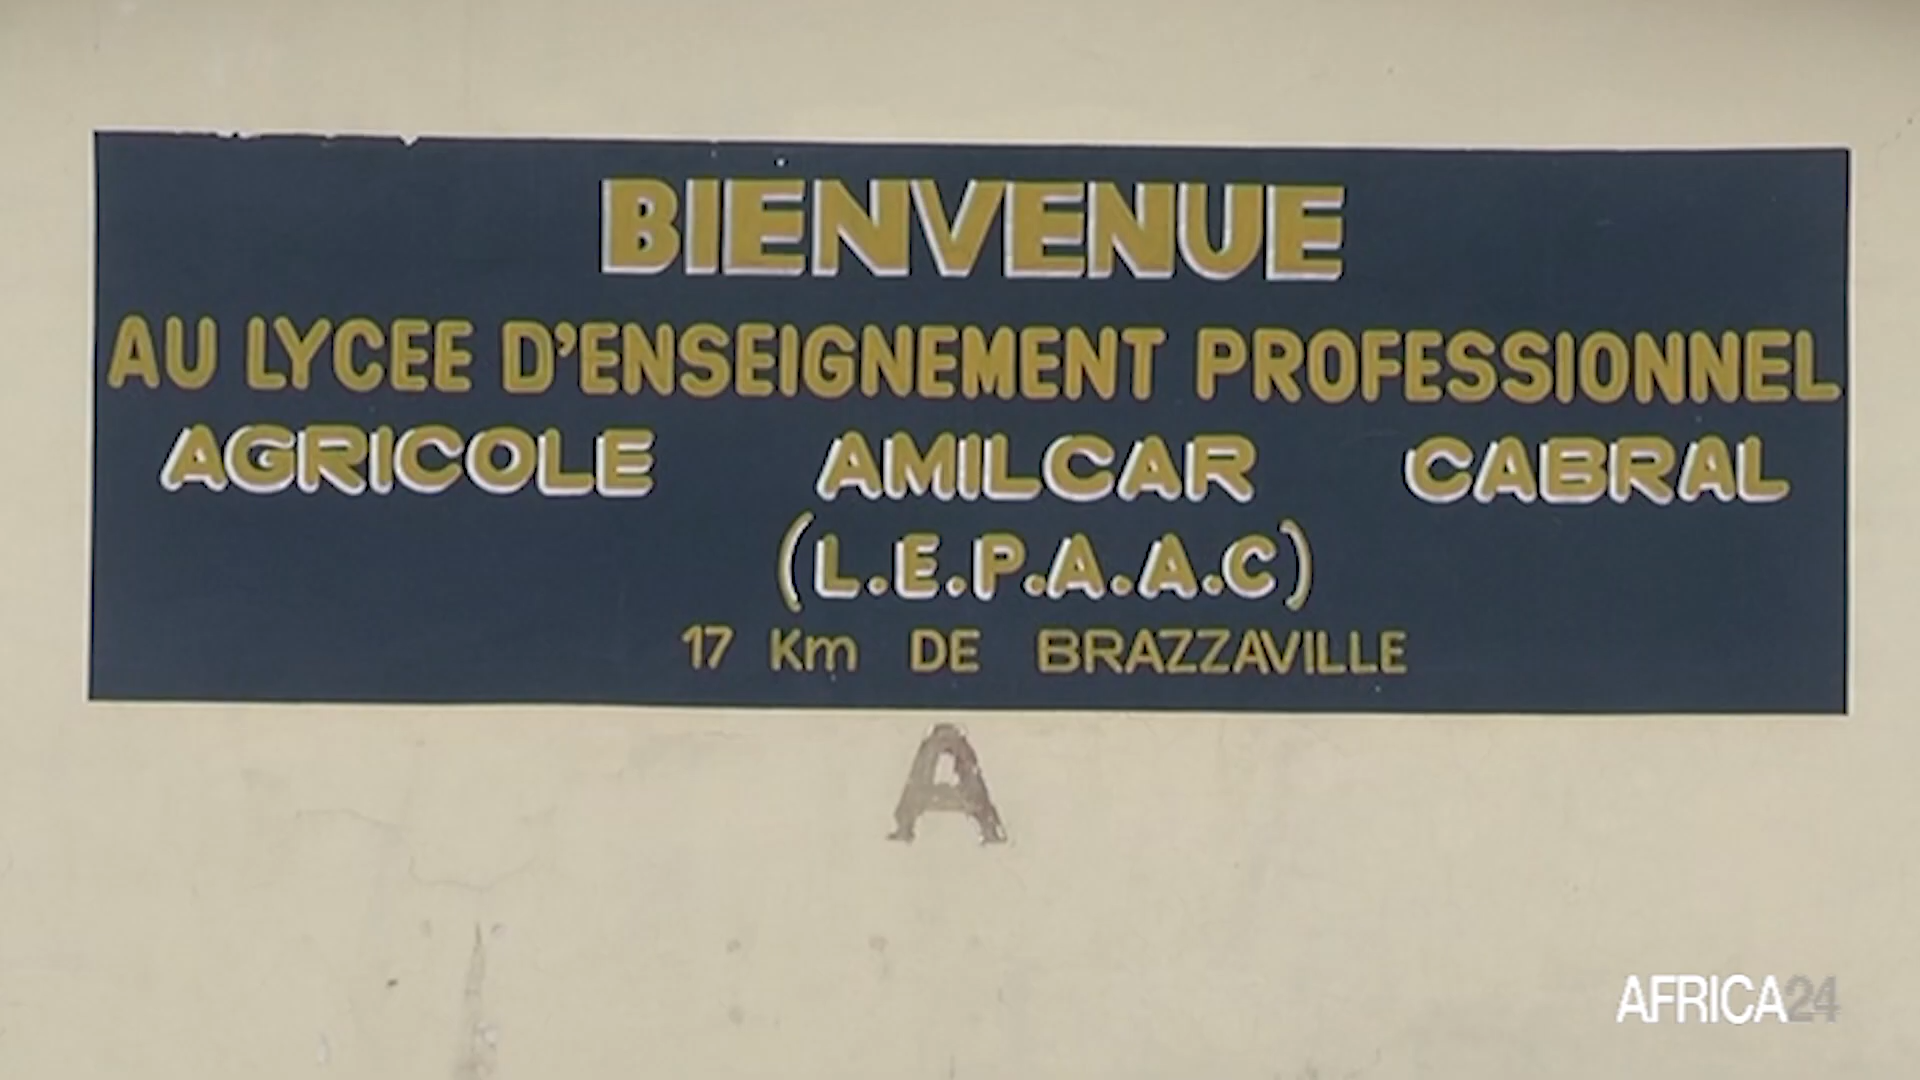 BIENVENUE
AU LYCEE D'ENSEIGNEMENT PROFESSIONNEL
AGRICOLE AMILCAR CABRAL
(L.E.P.A.A.C)
17 Km DE BRAZZAVILLE
A
AFRICA24